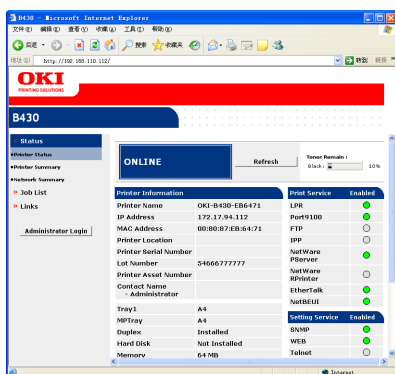 B430 - Microsoft Internet Explorer
文件(F) 编辑(E) 查看(V) 收藏(A) 工具(T) 帮助(H)
后退 搜索 收藏夹
地址(D) http://192.168.110.112/ 转到 链接 »
OKI
PRINTING SOLUTIONS
B430
Status
Printer Status
Printer Summary
Network Summary
Job List
Links
Administrator Login
ONLINE
Refresh
Toner Remain :
Black: 10%
Printer Information
Printer Name OKI-B430-EB6471
IP Address 172.17.94.112
MAC Address 00:80:87:EB:64:71
Printer Location
Printer Serial Number
Lot Number 54666777777
Printer Asset Number
Contact Name
- Administrator
Tray1 A4
MPTray A4
Duplex Installed
Hard Disk Not Installed
Memory 64 MB
Print Service Enabled
LPR
Port9100
FTP
IPP
NetWare
PServer
NetWare
RPrinter
EtherTalk
NetBEUI
Setting Service Enabled
SNMP
WEB
Telnet
Internet